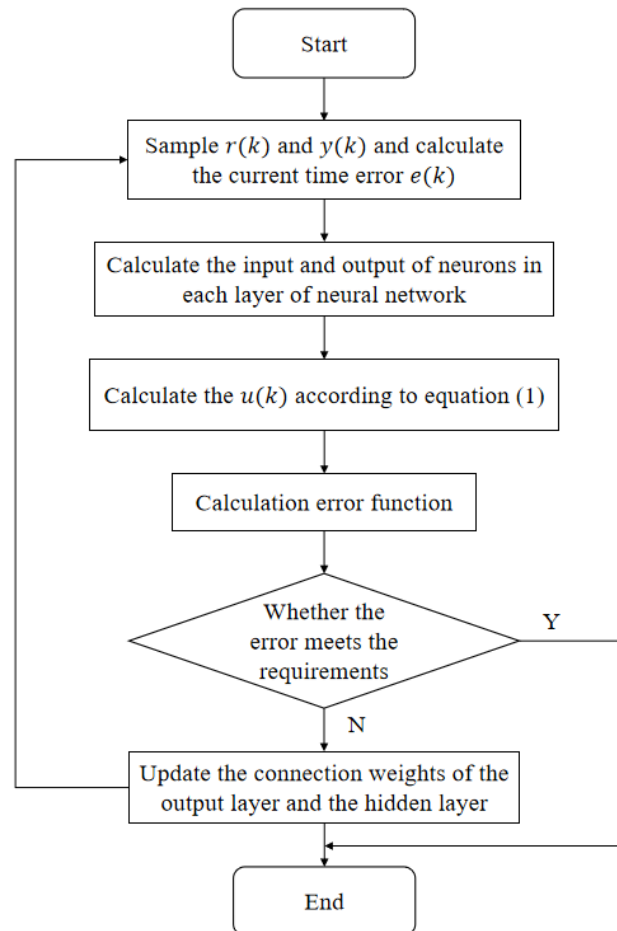 Start
Sample r(k) and y(k) and calculate
the current time error e(k)
Calculate the input and output of neurons in
each layer of neural network
Calculate the u(k) according to equation (1)
Calculation error function
Whether the
error meets the
requirements
Y
N
Update the connection weights of the
output layer and the hidden layer
End